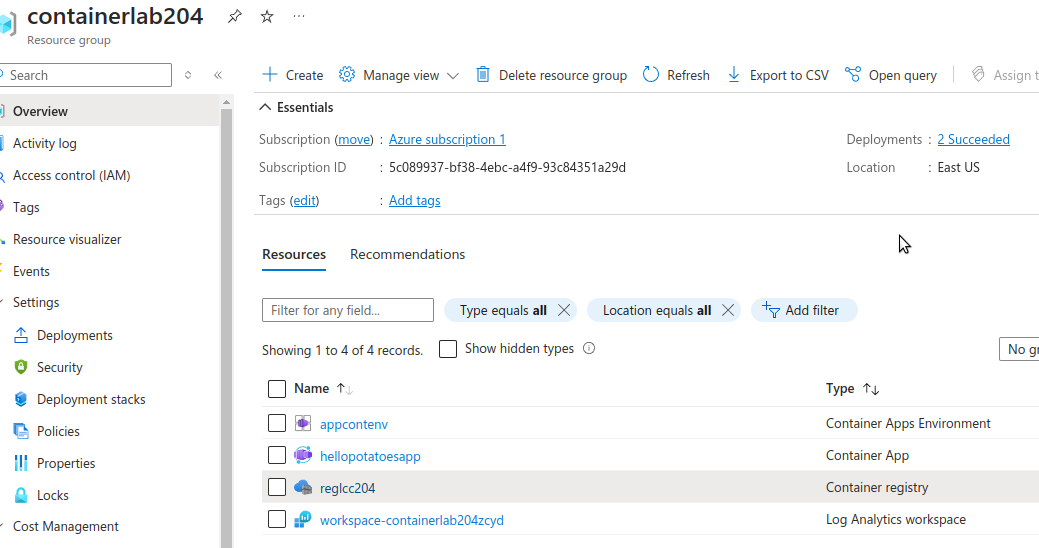 containerlab204
Resource group
Search
Create Manage view Delete resource group Refresh Export to CSV Open query Assign t
Overview
Activity log
Access control (IAM)
Tags
Resource visualizer
Events
Settings
Deployments
Security
Deployment stacks
Policies
Properties
Locks
Cost Management
Essentials
Subscription (move) : Azure subscription 1
Deployments : 2 Succeeded
Subscription ID : 5c089937-bf38-4ebc-a4f9-93c84351a29d
Location : East US
Tags (edit) : Add tags
Resources Recommendations
Filter for any field... Type equals all Location equals all Add filter
Showing 1 to 4 of 4 records. Show hidden types No gr
Name Type
appcontenv Container Apps Environment
hellopotatoesapp Container App
reglcc204 Container registry
workspace-containerlab204zcyd Log Analytics workspace